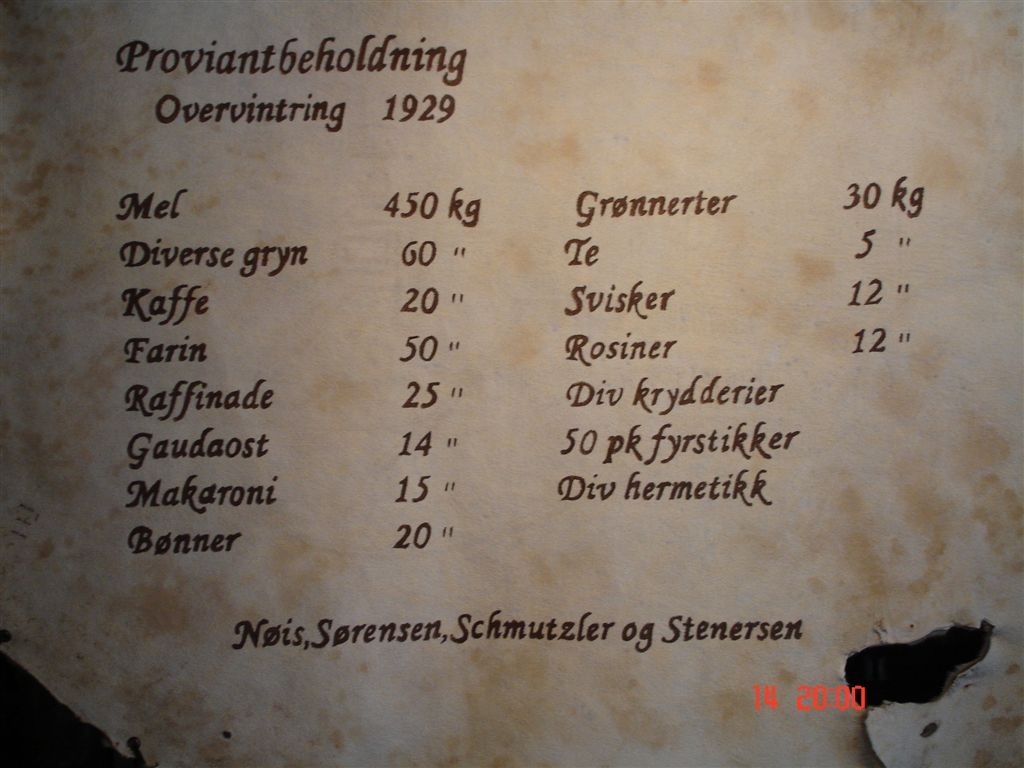 Proviantbeholdning
Overvintring 1929
Mel 450 kg
Diverse gryn 60 "
Kaffe 20 "
Farin 50 "
Raffinade 25 "
Gaudaost 14 "
Makaroni 15 "
Bønner 20 "
Grønnerter 30 kg
Te 5 "
Svisker 12 "
Rosiner 12 "
Div krydderier
50 pk fyrstikker
Div hermetikk
Nøis, Sørensen, Schmutzler og Stenersen
14 20:00